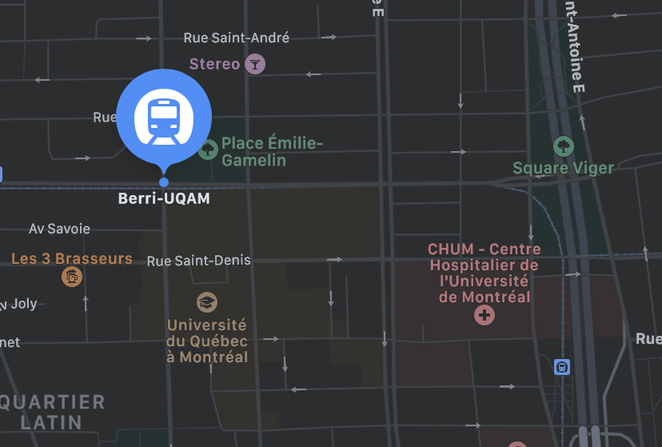 E
nt-Antoine E
Rue Saint-André
Stereo
Rue
Place Émilie-
Gamelin
Square Viger
Berri-UQAM
Av Savoie
Les 3 Brasseurs
Rue Saint-Denis
CHUM - Centre
Hospitalier de
l'Université
de Montréal
Joly
Université
du Québec
à Montréal
net
Rue
QUARTIER
LATIN